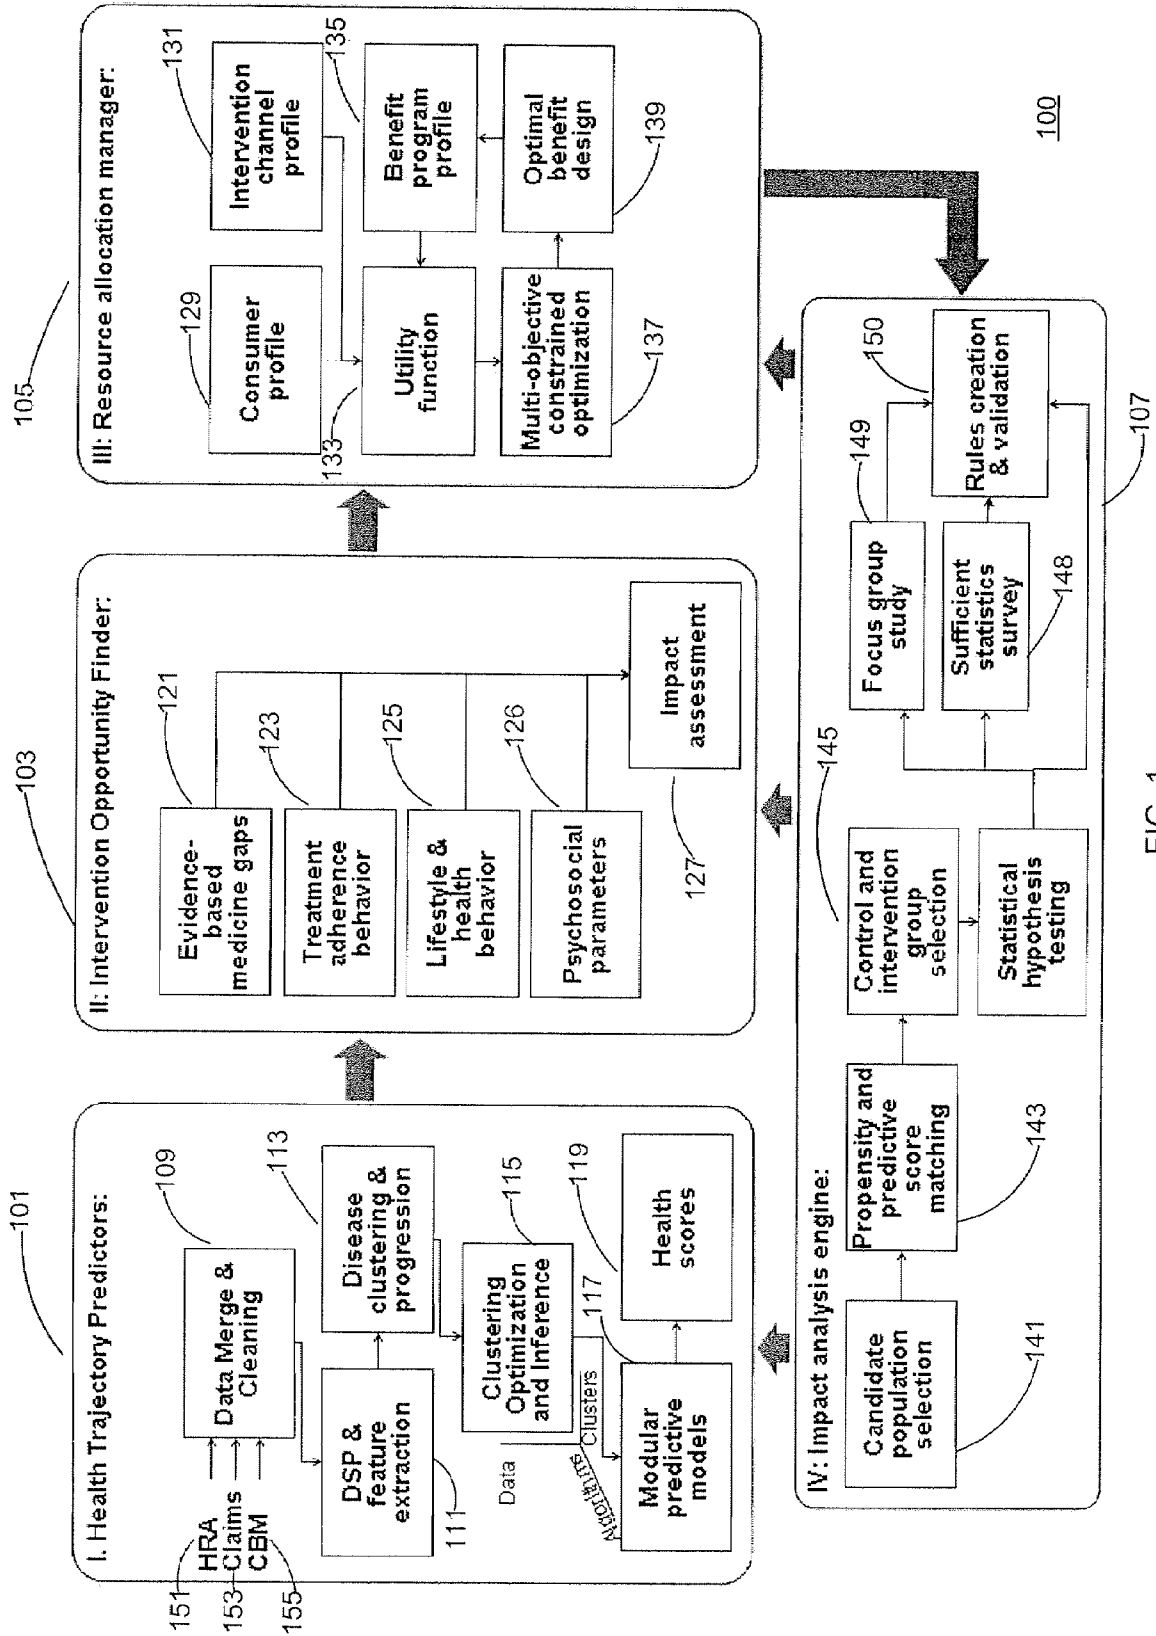 101
I. Health Trajectory Predictors:
151
HRA
153
Claims
155
CBM
109
Data Merge &
Cleaning
DSP &
feature
extraction
111
113
Disease
clustering &
progression
Clustering
Optimization
and Inference
115
Data
Algorithms
Clusters
117
Modular
predictive
models
119
Health
scores
103
II: Intervention Opportunity Finder:
Evidence-
based
medicine gaps
121
Treatment
adherence
behavior
123
Lifestyle &
health
behavior
125
Psychosocial
parameters
126
Impact
assessment
127
105
III: Resource allocation manager:
129
Consumer
profile
131
Intervention
channel
profile
133
Utility
function
135
Benefit
program
profile
Multi-objective
constrained
optimization
137
Optimal
benefit
design
139
IV: Impact analysis engine:
Candidate
population
selection
141
Propensity and
predictive
score
matching
143
145
Control and
intervention
group
selection
Statistical
hypothesis
testing
149
Focus group
study
Sufficient
statistics
survey
148
150
Rules creation
& validation
107
100
FIG. 1